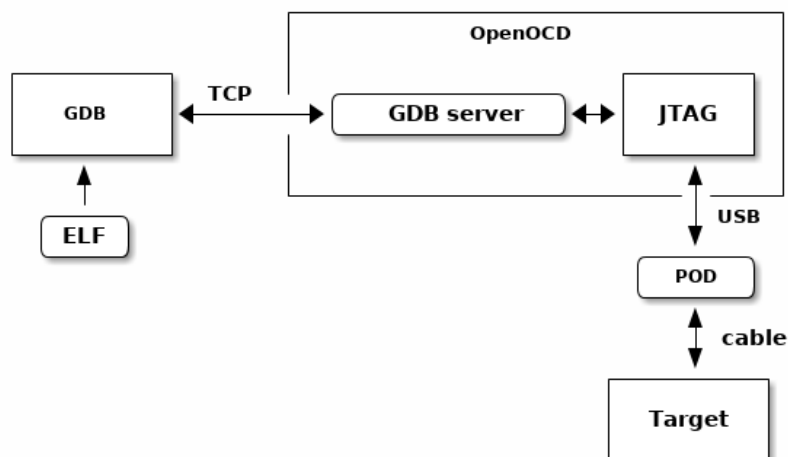 OpenOCD
TCP
GDB
GDB server
JTAG
ELF
USB
POD
cable
Target